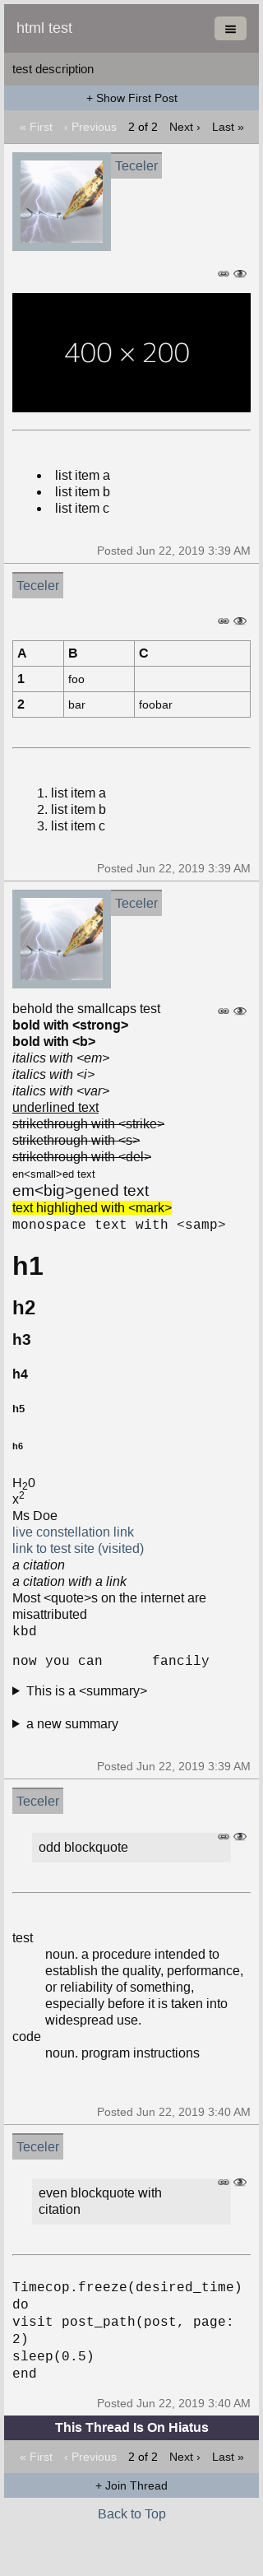 html test
test description
+ Show First Post
« First ‹ Previous 2 of 2 Next › Last »
Teceler
400 × 200
• list item a
• list item b
• list item c
Posted Jun 22, 2019 3:39 AM
Teceler
A B C
1 foo
2 bar foobar
1. list item a
2. list item b
3. list item c
Posted Jun 22, 2019 3:39 AM
Teceler
behold the smallcaps test
bold with <strong>
bold with <b>
italics with <em>
italics with <i>
italics with <var>
underlined text
strikethrough with <strike>
strikethrough with <s>
strikethrough with <del>
en<small>ed text
em<big>gened text
text highlighed with <mark>
monospace text with <samp>
h1
h2
h3
h4
h5
h6
H20
x2
Ms Doe
live constellation link
link to test site (visited)
a citation
a citation with a link
Most <quote>s on the internet are
misattributed
kbd
now you can      fancily
This is a <summary>
a new summary
Posted Jun 22, 2019 3:39 AM
Teceler
odd blockquote
test
noun. a procedure intended to
establish the quality, performance,
or reliability of something,
especially before it is taken into
widespread use.
code
noun. program instructions
Posted Jun 22, 2019 3:40 AM
Teceler
even blockquote with
citation
Timecop.freeze(desired_time)
do
visit post_path(post, page:
2)
sleep(0.5)
end
Posted Jun 22, 2019 3:40 AM
This Thread Is On Hiatus
« First ‹ Previous 2 of 2 Next › Last »
+ Join Thread
Back to Top